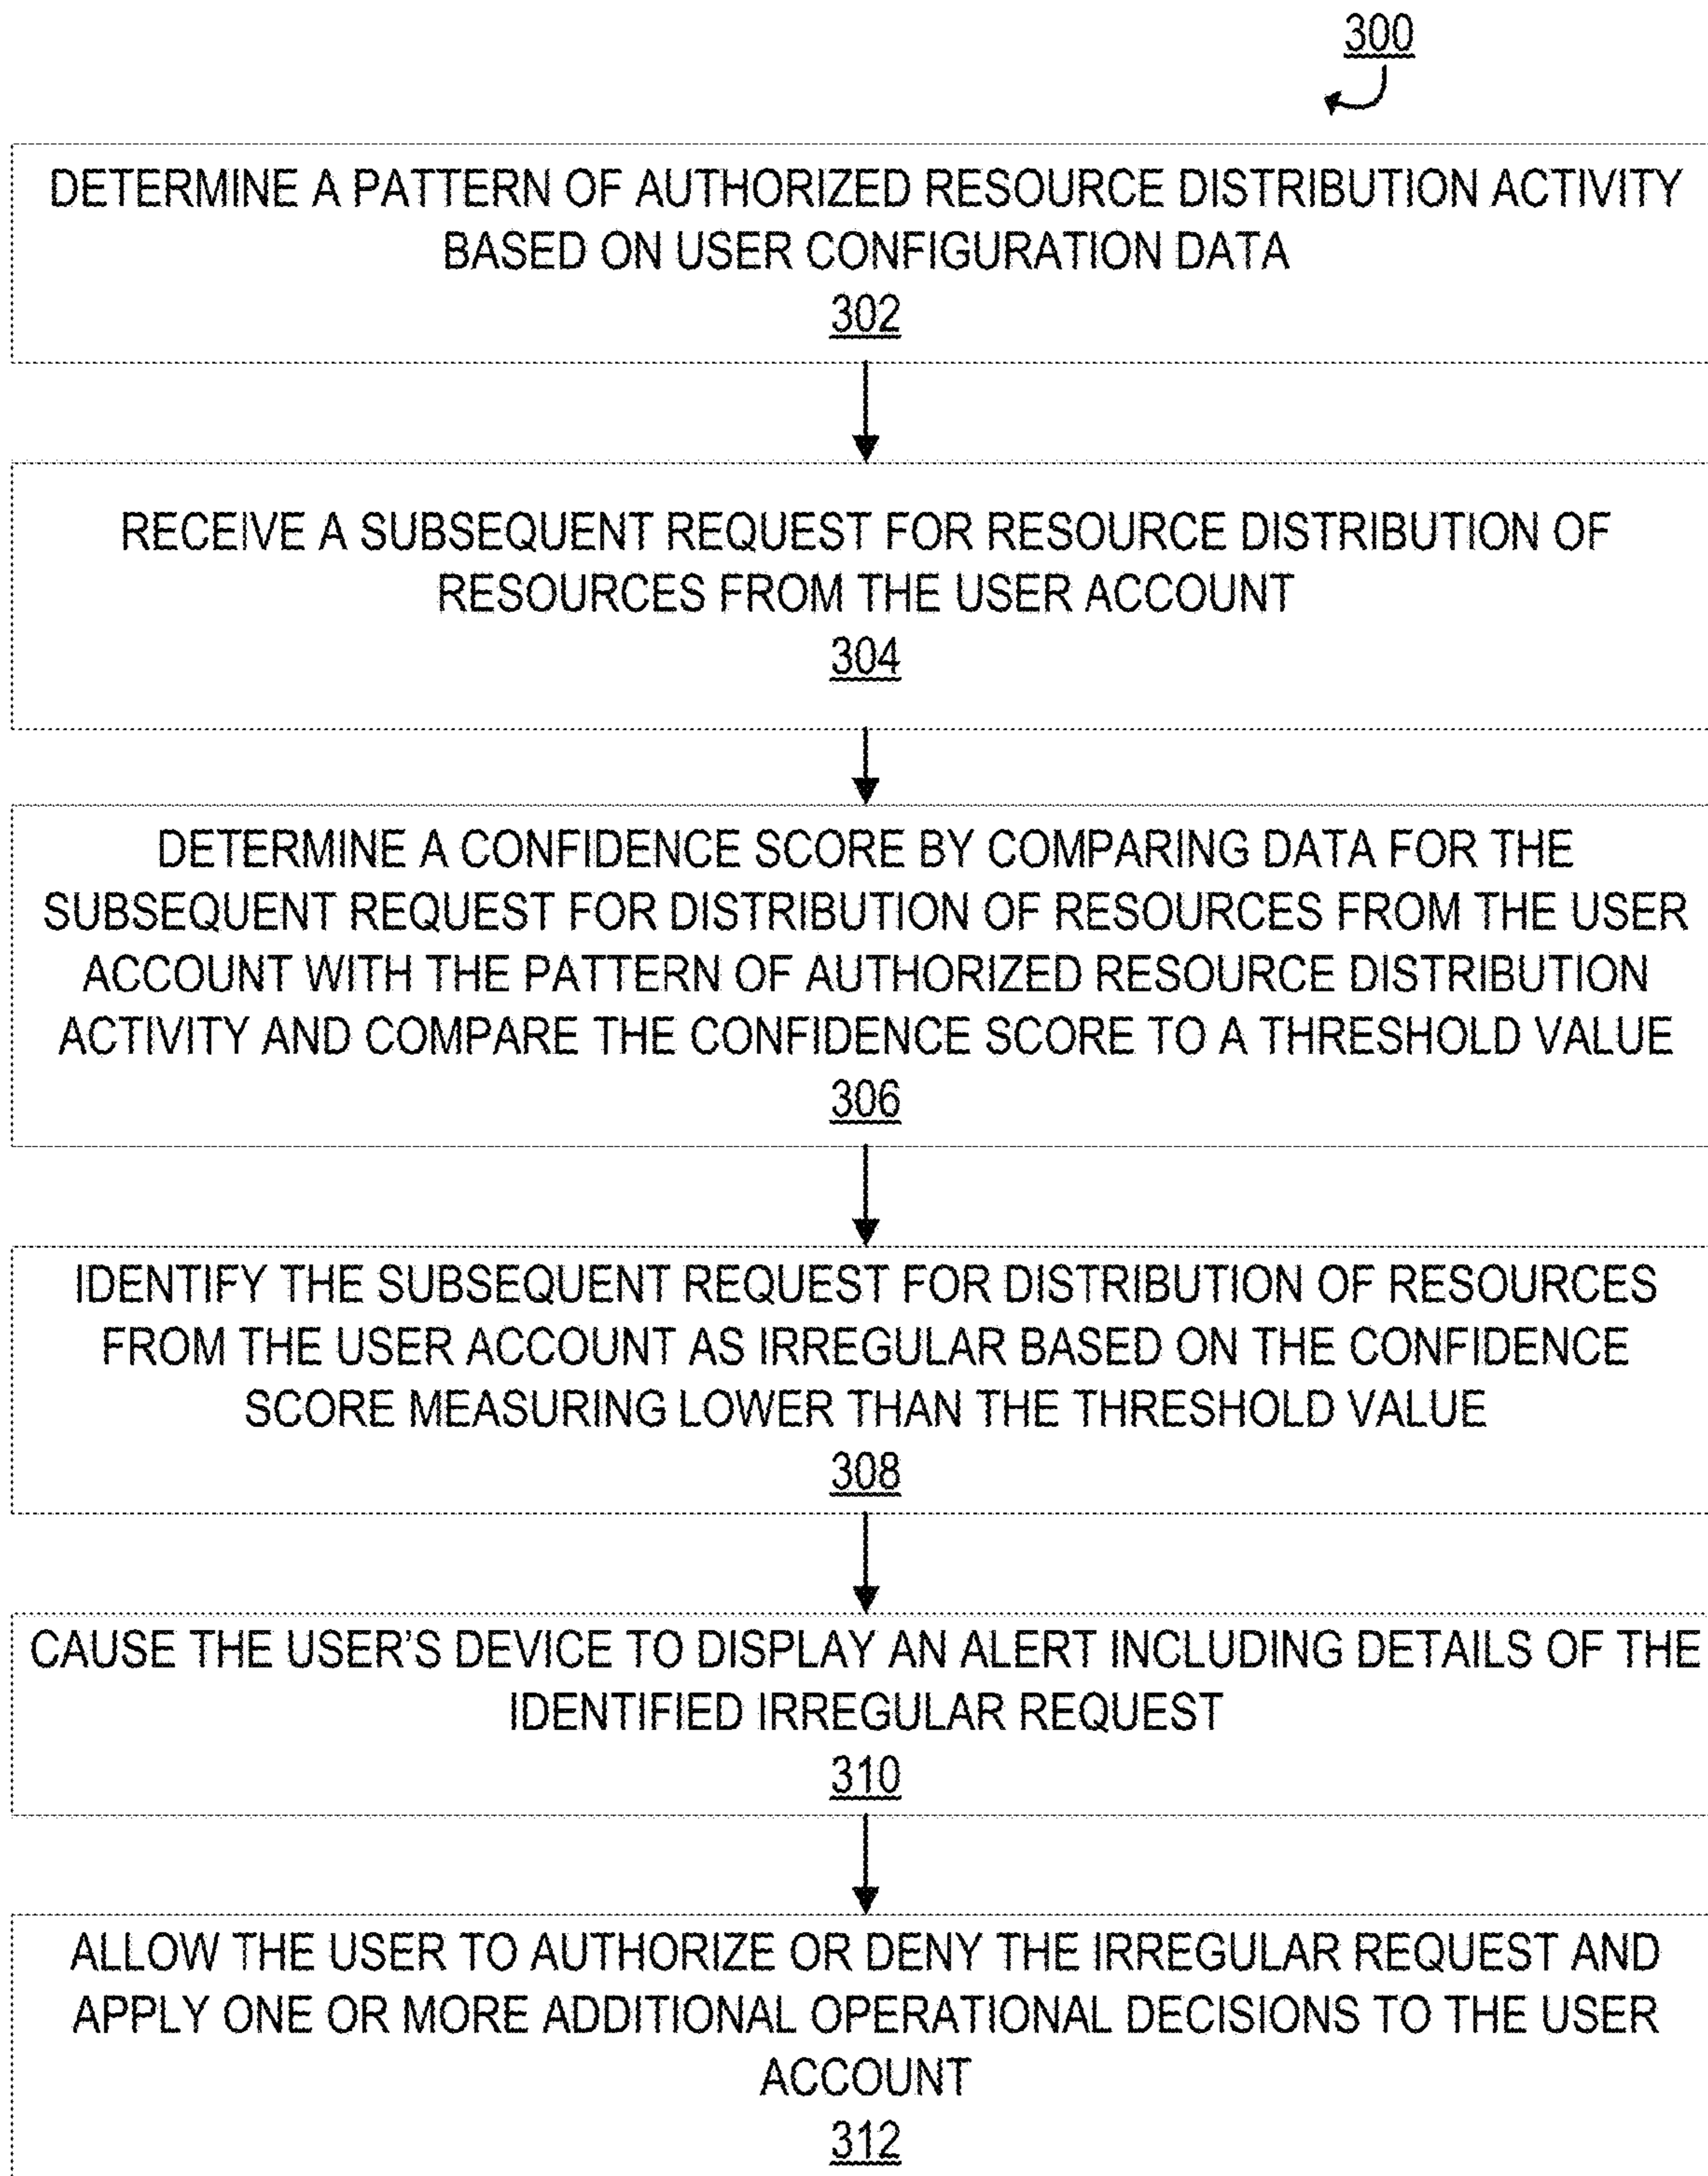 300
DETERMINE A PATTERN OF AUTHORIZED RESOURCE DISTRIBUTION ACTIVITY
BASED ON USER CONFIGURATION DATA
302
RECEIVE A SUBSEQUENT REQUEST FOR RESOURCE DISTRIBUTION OF
RESOURCES FROM THE USER ACCOUNT
304
DETERMINE A CONFIDENCE SCORE BY COMPARING DATA FOR THE
SUBSEQUENT REQUEST FOR DISTRIBUTION OF RESOURCES FROM THE USER
ACCOUNT WITH THE PATTERN OF AUTHORIZED RESOURCE DISTRIBUTION
ACTIVITY AND COMPARE THE CONFIDENCE SCORE TO A THRESHOLD VALUE
306
IDENTIFY THE SUBSEQUENT REQUEST FOR DISTRIBUTION OF RESOURCES
FROM THE USER ACCOUNT AS IRREGULAR BASED ON THE CONFIDENCE
SCORE MEASURING LOWER THAN THE THRESHOLD VALUE
308
CAUSE THE USER'S DEVICE TO DISPLAY AN ALERT INCLUDING DETAILS OF THE
IDENTIFIED IRREGULAR REQUEST
310
ALLOW THE USER TO AUTHORIZE OR DENY THE IRREGULAR REQUEST AND
APPLY ONE OR MORE ADDITIONAL OPERATIONAL DECISIONS TO THE USER
ACCOUNT
312